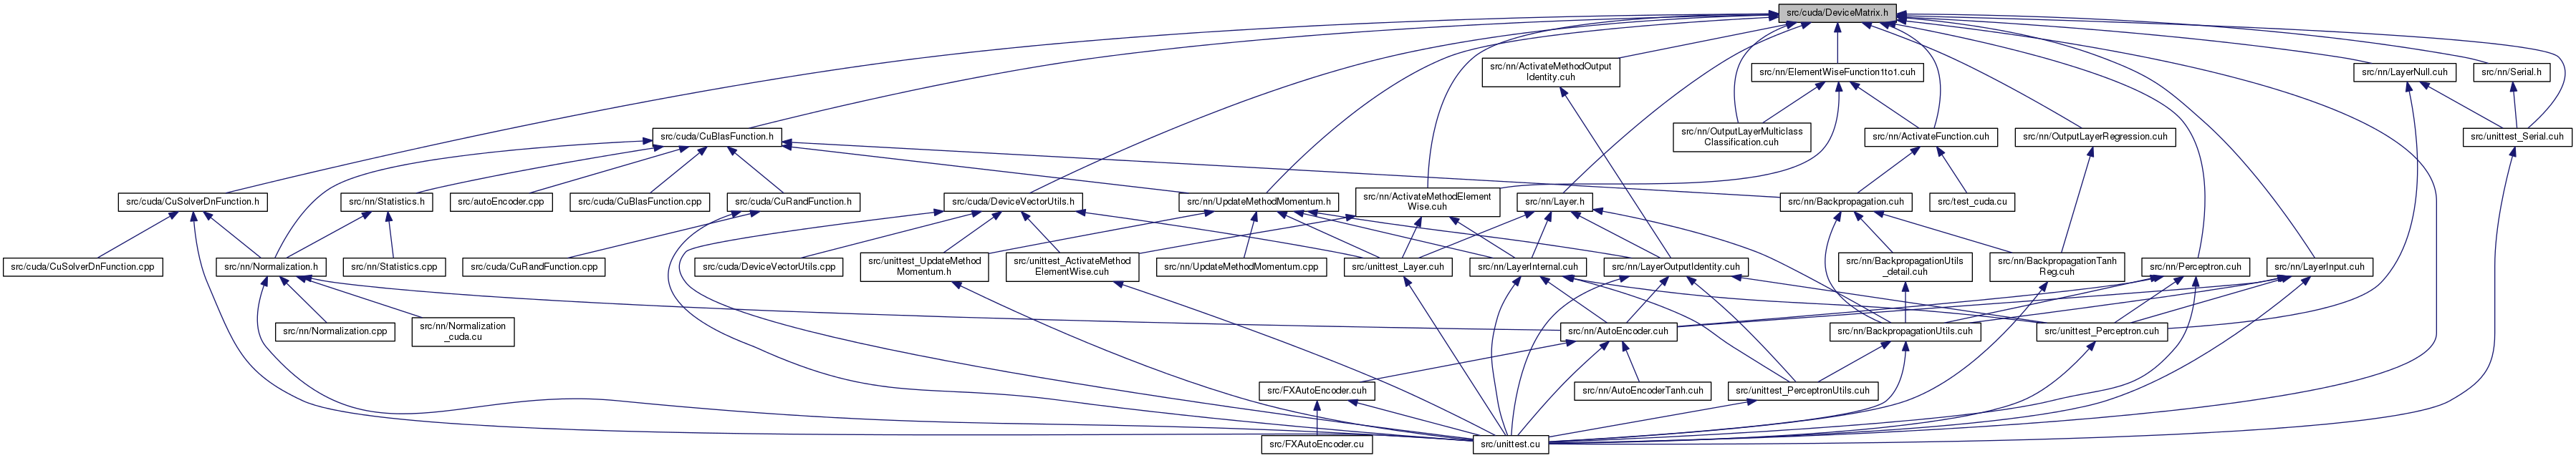 src/cuda/DeviceMatrix.h
src/nn/ActivateMethodOutput
Identity.cuh
src/nn/ElementWiseFunction1to1.cuh
src/nn/LayerNull.cuh
src/nn/Serial.h
src/cuda/CuBlasFunction.h
src/nn/OutputLayerMulticlass
Classification.cuh
src/nn/ActivateFunction.cuh
src/nn/OutputLayerRegression.cuh
src/unittest_Serial.cuh
src/cuda/CuSolverDnFunction.h
src/nn/Statistics.h
src/autoEncoder.cpp
src/cuda/CuBlasFunction.cpp
src/cuda/CuRandFunction.h
src/cuda/DeviceVectorUtils.h
src/nn/UpdateMethodMomentum.h
src/nn/ActivateMethodElement
Wise.cuh
src/nn/Layer.h
src/nn/Backpropagation.cuh
src/test_cuda.cu
src/cuda/CuSolverDnFunction.cpp
src/nn/Normalization.h
src/nn/Statistics.cpp
src/cuda/CuRandFunction.cpp
src/cuda/DeviceVectorUtils.cpp
src/unittest_UpdateMethod
Momentum.h
src/unittest_ActivateMethod
ElementWise.cuh
src/nn/UpdateMethodMomentum.cpp
src/unittest_Layer.cuh
src/nn/LayerInternal.cuh
src/nn/LayerOutputIdentity.cuh
src/nn/BackpropagationUtils
_detail.cuh
src/nn/BackpropagationTanh
Reg.cuh
src/nn/Perceptron.cuh
src/nn/LayerInput.cuh
src/nn/Normalization.cpp
src/nn/Normalization
_cuda.cu
src/nn/AutoEncoder.cuh
src/nn/BackpropagationUtils.cuh
src/unittest_Perceptron.cuh
src/FXAutoEncoder.cuh
src/nn/AutoEncoderTanh.cuh
src/unittest_PerceptronUtils.cuh
src/FXAutoEncoder.cu
src/unittest.cu